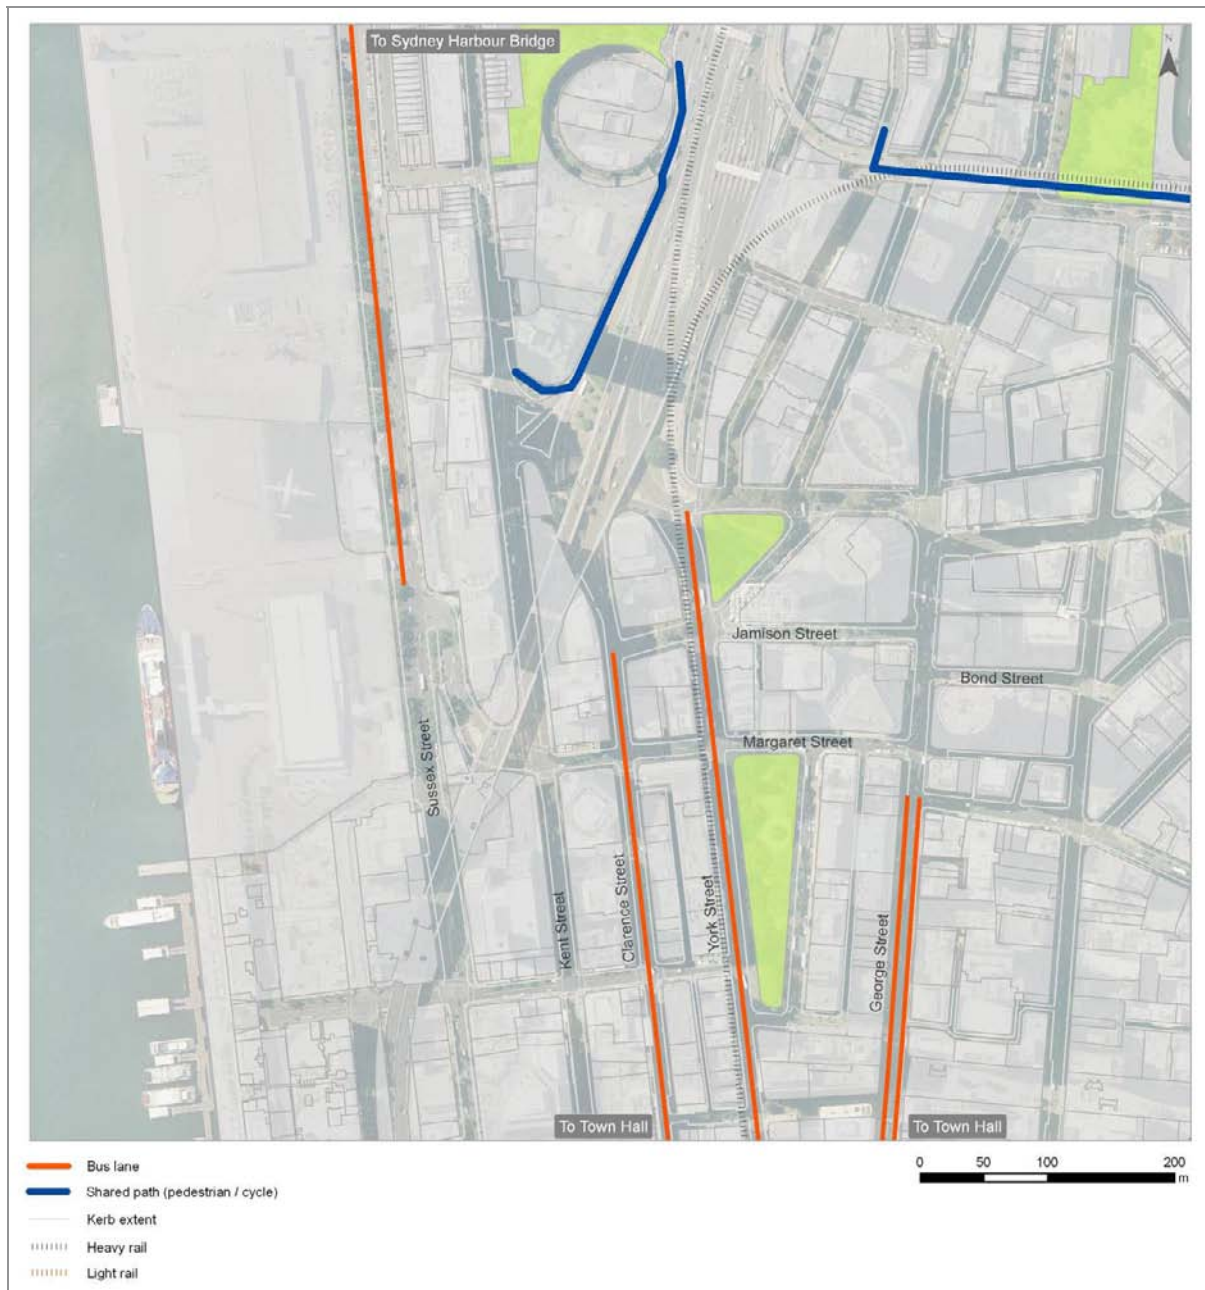 To Sydney Harbour Bridge
N
Jamison Street
Bond Street
Margaret Street
Sussex Street
Kent Street
Clarence Street
York Street
George Street
To Town Hall
To Town Hall
Bus lane
Shared path (pedestrian / cycle)
Kerb extent
Heavy rail
Light rail
0 50 100 200
m